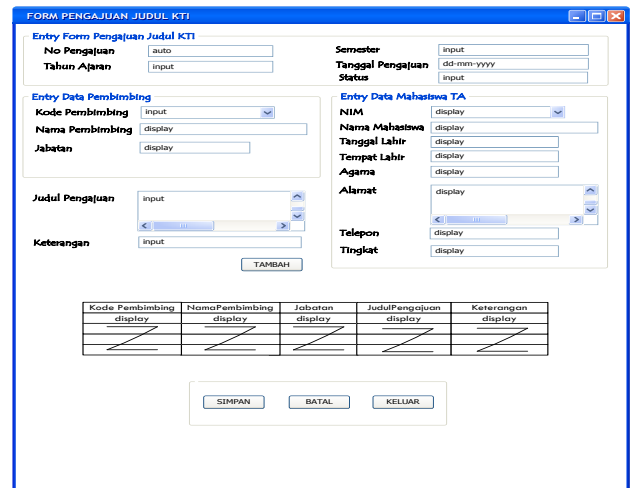 FORM PENGAJUAN JUDUL KTI
Entry Form Pengajuan Judul KTI
No Pengajuan auto
Tahun Ajaran input
Semester input
Tanggal Pengajuan dd-mm-yyyy
Status input
Entry Data Pembimbing
Kode Pembimbing input
Nama Pembimbing display
Jabatan display
Judul Pengajuan input
Keterangan input
TAMBAH
Entry Data Mahasiswa TA
NIM display
Nama Mahasiswa display
Tanggal Lahir display
Tempat Lahir display
Agama display
Alamat display
Telepon display
Tingkat display
Kode Pembimbing NamaPembimbing Jabatan JudulPengajuan Keterangan
display display display display display
SIMPAN BATAL KELUAR